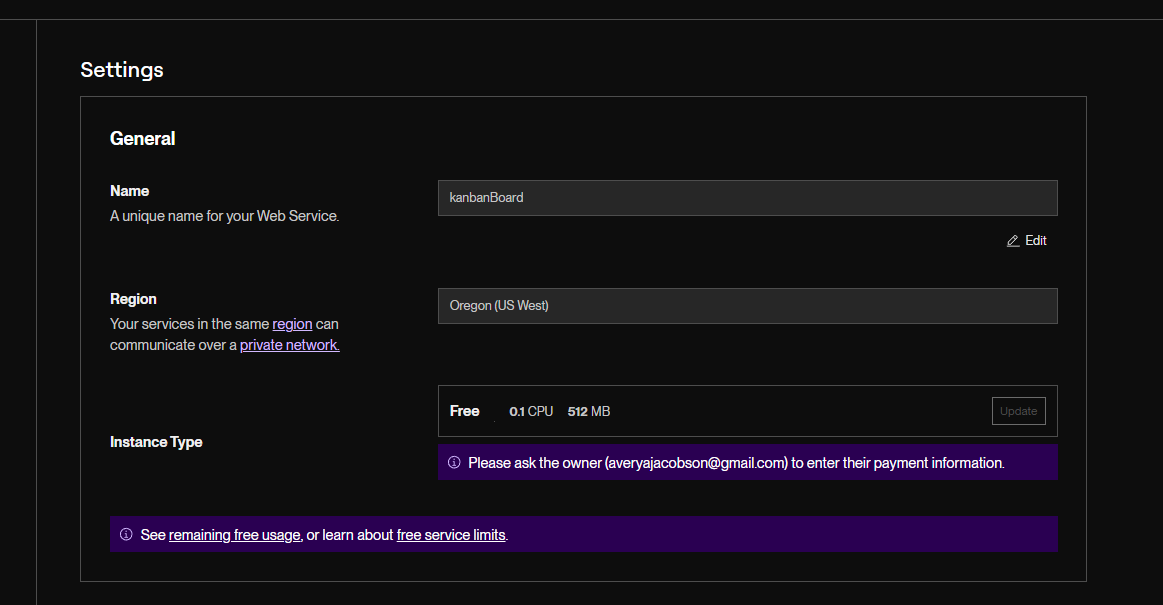 Settings
General
Name
A unique name for your Web Service.
kanbanBoard
Edit
Region
Your services in the same region can
communicate over a private network.
Oregon (US West)
Instance Type
Free 0.1 CPU 512 MB
Update
Please ask the owner (averyajacobson@gmail.com) to enter their payment information.
See remaining free usage, or learn about free service limits.